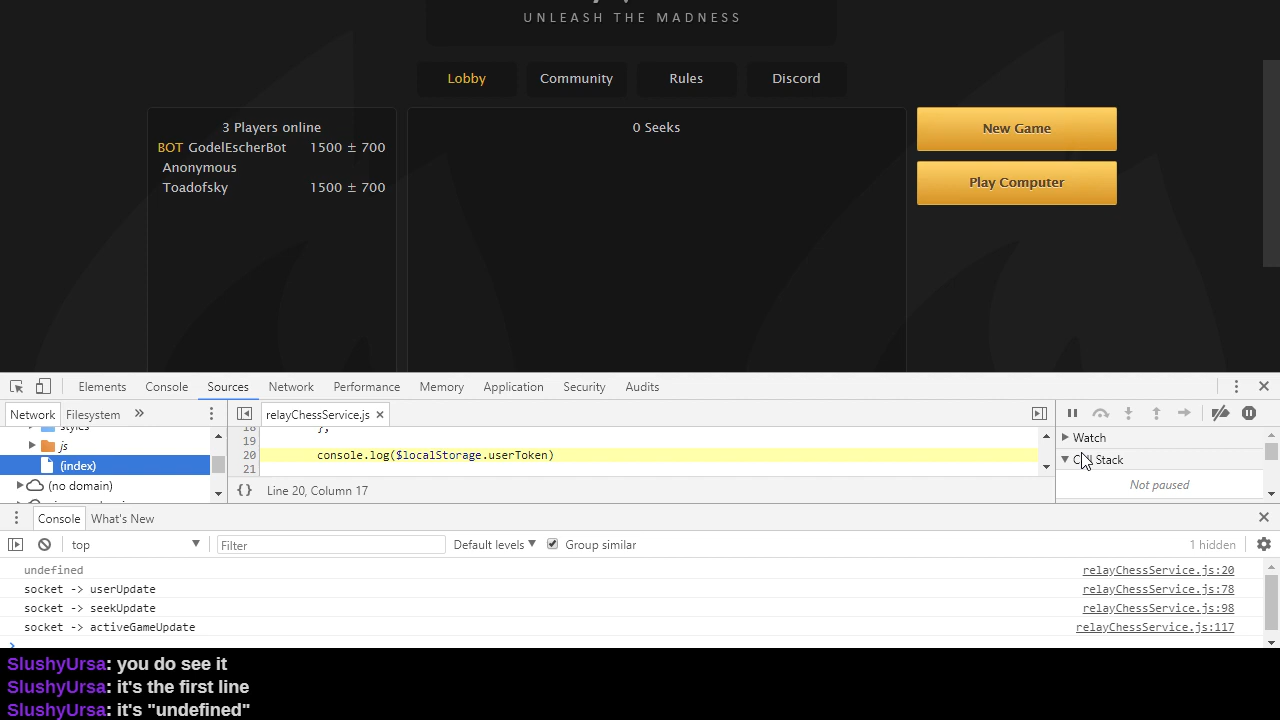 UNLEASH THE MADNESS
Lobby Community Rules Discord
3 Players online
BOT GodelEscherBot 1500 ± 700
Anonymous
Toadofsky 1500 ± 700
0 Seeks
New Game
Play Computer
Elements Console Sources Network Performance Memory Application Security Audits
Network Filesystem »
styles
js
(index)
(no domain)
relayChessService.js ×
18 };
19
20 console.log($localStorage.userToken)
21
{} Line 20, Column 17
Watch
Call Stack
Not paused
Console What's New
top Filter Default levels Group similar 1 hidden
undefined relayChessService.js:20
socket -> userUpdate relayChessService.js:78
socket -> seekUpdate relayChessService.js:98
socket -> activeGameUpdate relayChessService.js:117
SlushyUrsa: you do see it
SlushyUrsa: it's the first line
SlushyUrsa: it's "undefined"